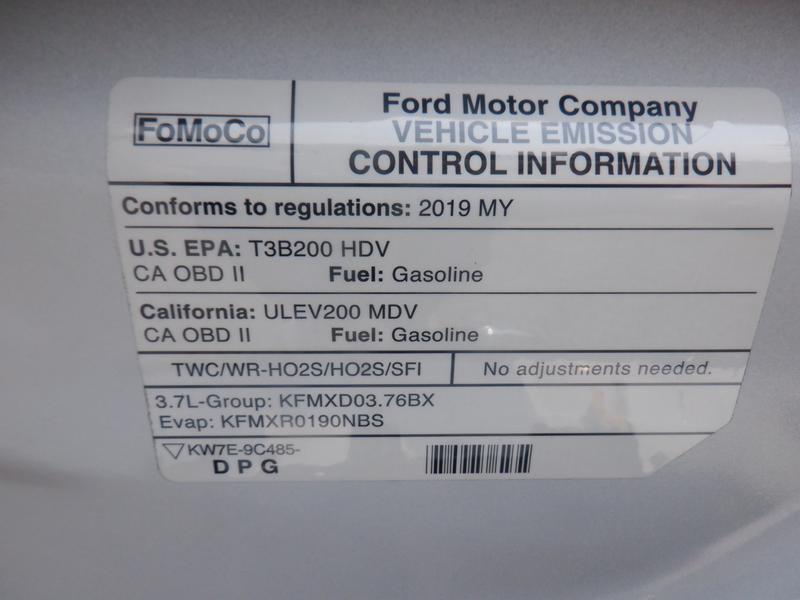 FoMoCo
Ford Motor Company
VEHICLE EMISSION
CONTROL INFORMATION
Conforms to regulations: 2019 MY
U.S. EPA: T3B200 HDV
CA OBD II Fuel: Gasoline
California: ULEV200 MDV
CA OBD II Fuel: Gasoline
TWC/WR-HO2S/HO2S/SFI No adjustments needed.
3.7L-Group: KFMXD03.76BX
Evap: KFMXR0190NBS
KW7E-9C485-
DPG